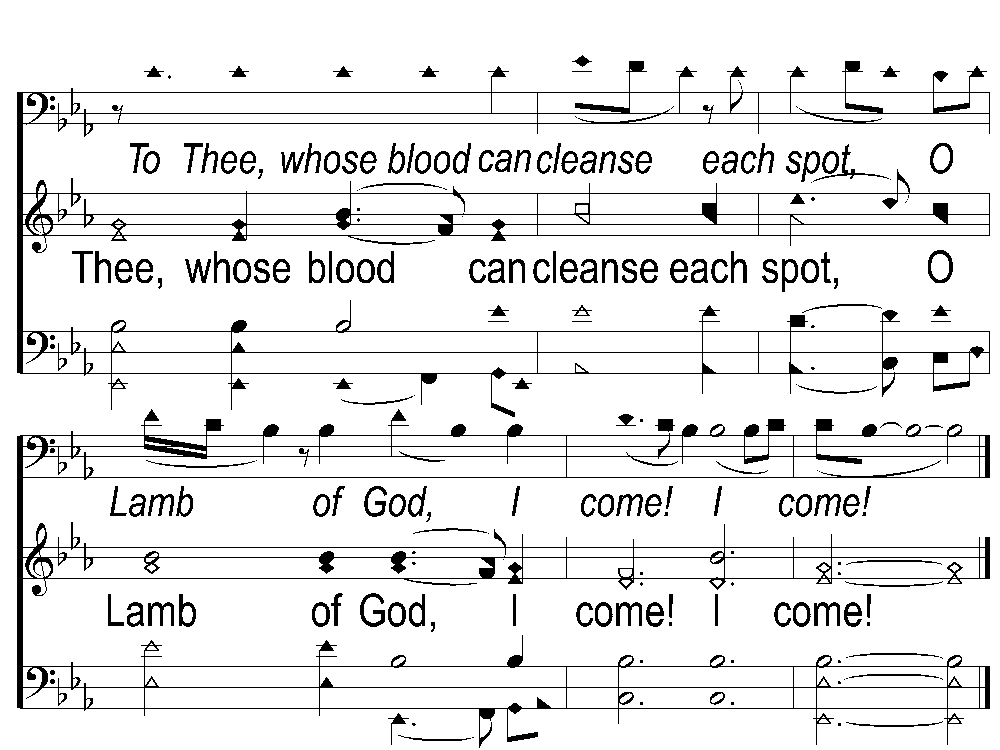 To Thee, whose blood can cleanse each spot, O
Thee, whose blood can cleanse each spot, O
Lamb of God, I come! I come!
Lamb of God, I come! I come!